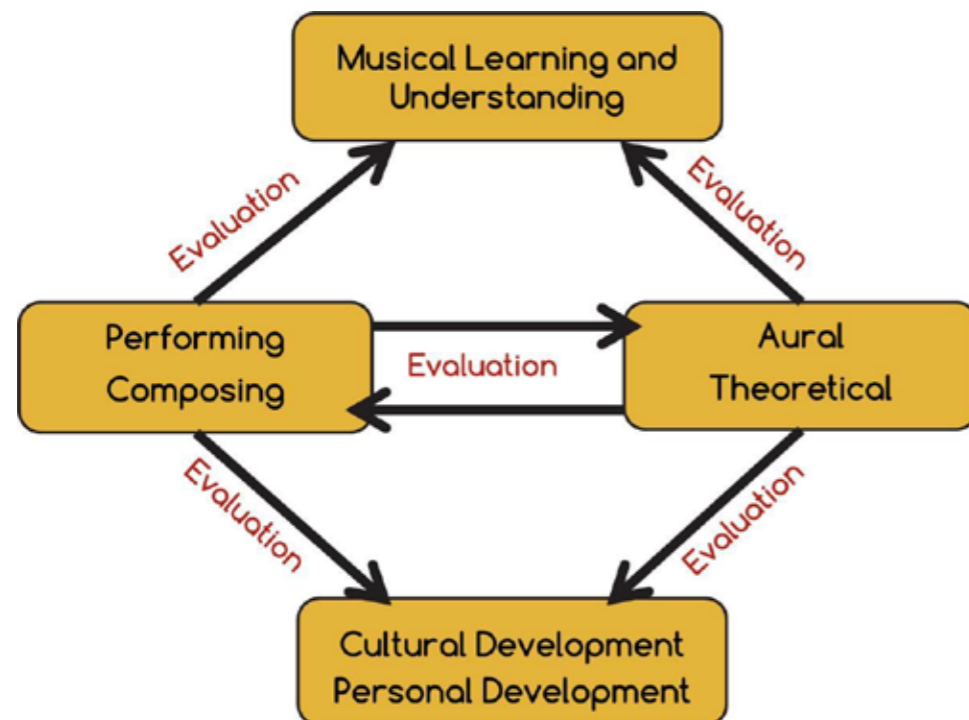 Musical Learning and
Understanding
Evaluation
Evaluation
Performing
Composing
Evaluation
Aural
Theoretical
Evaluation
Evaluation
Cultural Development
Personal Development